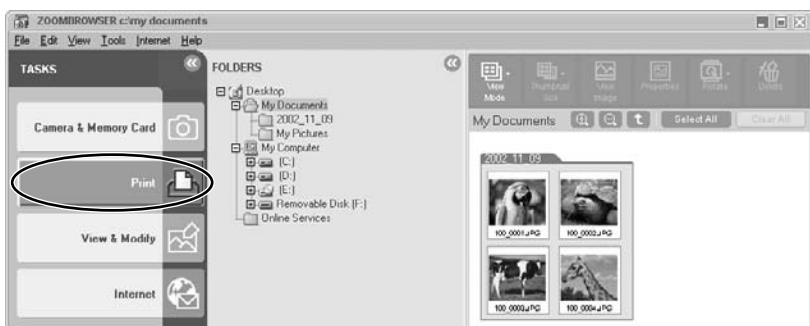 ZOOMBROWSER c:\my documents
File Edit View Tools Internet Help
TASKS
Camera & Memory Card
Print
View & Modify
Internet
FOLDERS
Desktop
My Documents
2002_11_09
My Pictures
My Computer
(C:)
(D:)
(E:)
Removable Disk (F:)
Online Services
View Mode
Thumbnail Size
View Image
Properties
Rotate
Delete
My Documents
Select All
Clear All
2002_11_09
100_0001.JPG
100_0002.JPG
100_0003.JPG
100_0004.JPG